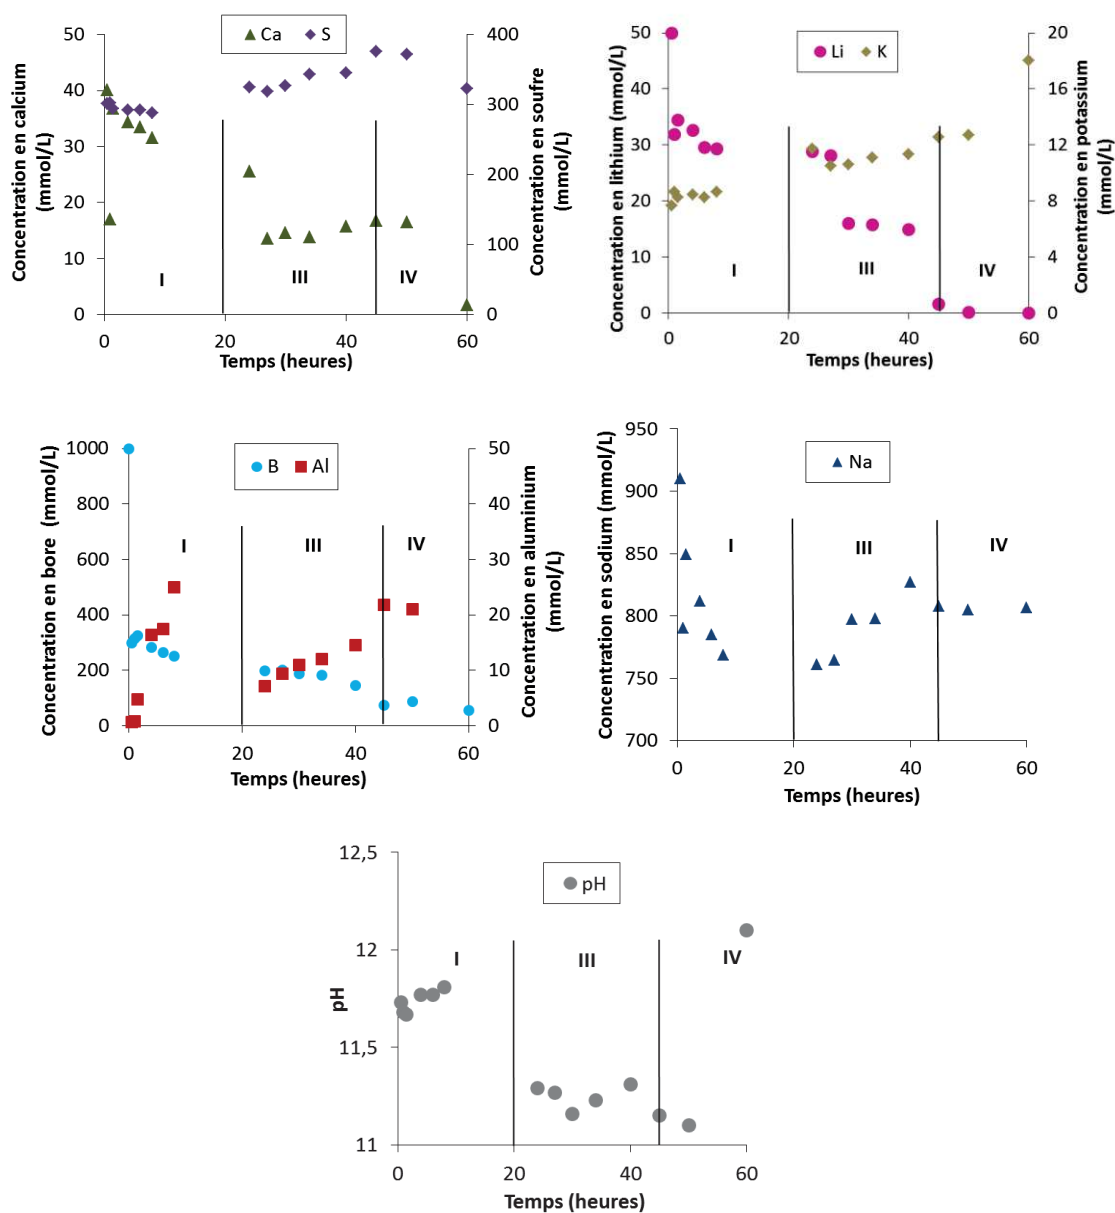 Ca S
Concentration en calcium
(mmol/L)
50
40
30
20
10
0
400
300
200
100
0
Concentration en soufre
(mmol/L)
I
III
IV
0 20 40 60
Temps (heures)
Li K
Concentration en lithium (mmol/L)
50
40
30
20
10
0
20
16
12
8
4
0
Concentration en potassium
(mmol/L)
I
III
IV
0 20 40 60
Temps (heures)
B Al
Concentration en bore (mmol/L)
1000
800
600
400
200
0
50
40
30
20
10
0
Concentration en aluminium
(mmol/L)
I
III
IV
0 20 40 60
Temps (heures)
Na
Concentration en sodium (mmol/L)
950
900
850
800
750
700
I
III
IV
0 20 40 60
Temps (heures)
pH
pH
12,5
12
11,5
11
I
III
IV
0 20 40 60
Temps (heures)